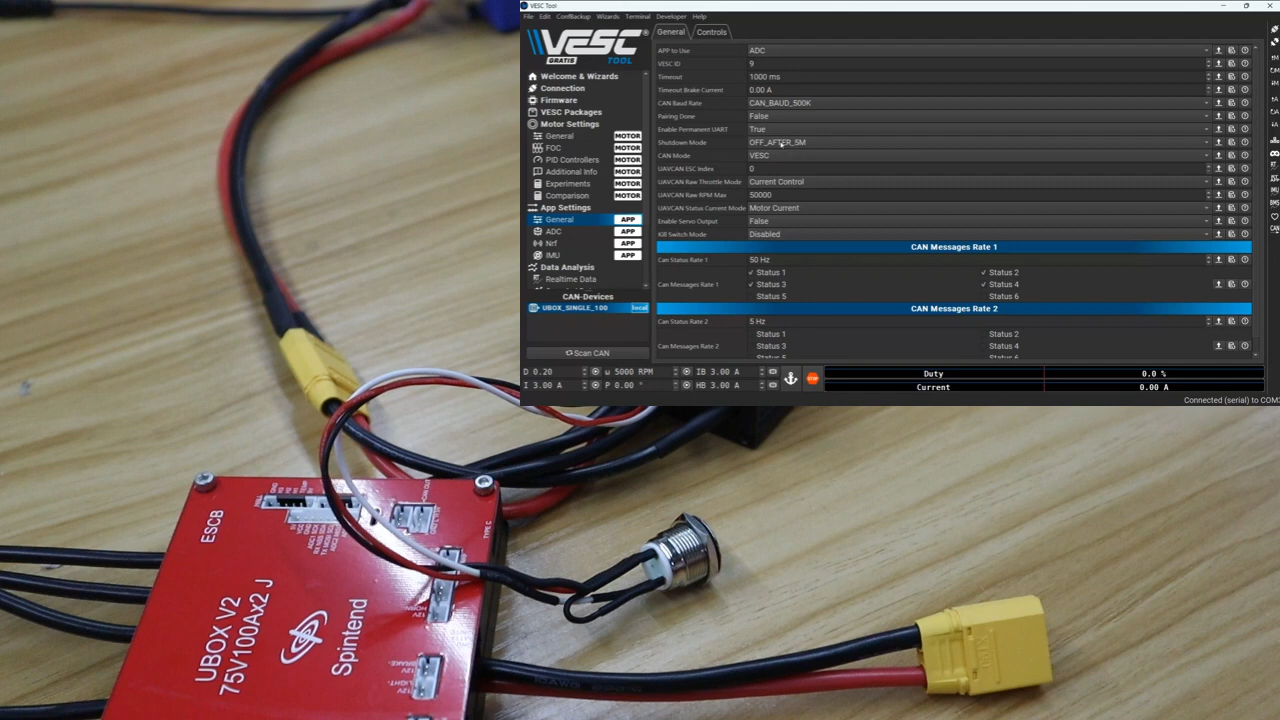 VESC Tool
File Edit ConfBackup Wizards Terminal Developer Help
VESC
GRATIS TOOL
Welcome & Wizards
Connection
Firmware
VESC Packages
Motor Settings
General MOTOR
FOC MOTOR
PID Controllers MOTOR
Additional Info MOTOR
Experiments MOTOR
Comparison MOTOR
App Settings
General APP
ADC APP
Nrf APP
IMU APP
Data Analysis
Realtime Data
CAN-Devices
UBOX_SINGLE_100 local
Scan CAN
General Controls
APP to Use ADC
VESC ID 9
Timeout 1000 ms
Timeout Brake Current 0.00 A
CAN Baud Rate CAN_BAUD_500K
Pairing Done False
Enable Permanent UART True
Shutdown Mode OFF_AFTER_5M
CAN Mode VESC
UAVCAN ESC Index 0
UAVCAN Raw Throttle Mode Current Control
UAVCAN Raw RPM Max 50000
UAVCAN Status Current Mode Motor Current
Enable Servo Output False
Kill Switch Mode Disabled
CAN Messages Rate 1
Can Status Rate 1 50 Hz
Status 1 Status 2
Can Messages Rate 1 Status 3 Status 4
Status 5 Status 6
CAN Messages Rate 2
Can Status Rate 2 5 Hz
Status 1 Status 2
Can Messages Rate 2 Status 3 Status 4
D 0.20 ω 5000 RPM IB 3.00 A
I 3.00 A P 0.00 ° HB 3.00 A
STOP
Duty 0.0 %
Current 0.00 A
Connected (serial) to COM
ESCB
UBOX V2
75V100Ax2 J
Spintend
HALL
TYPE C
HORN-
12V
BRAKE-
12V
LIGHT-
12V